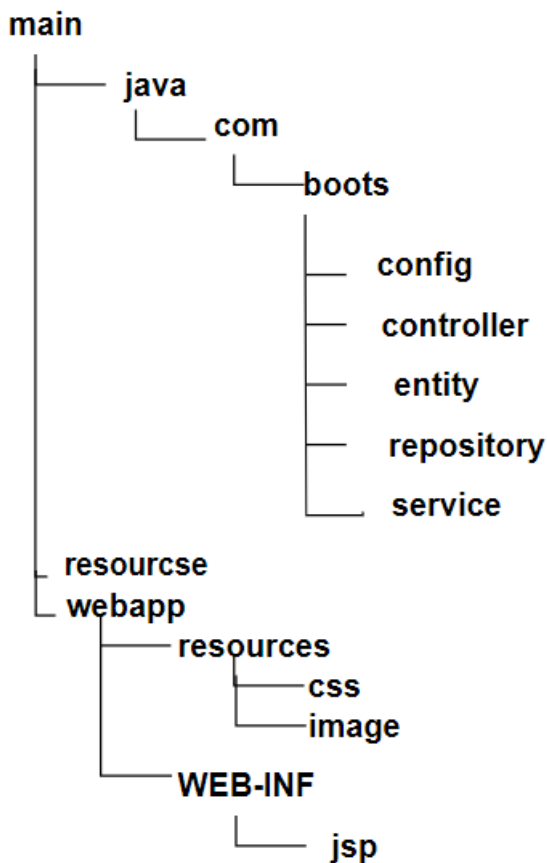 main
java
com
boots
config
controller
entity
repository
service
resourcse
webapp
resources
css
image
WEB-INF
jsp